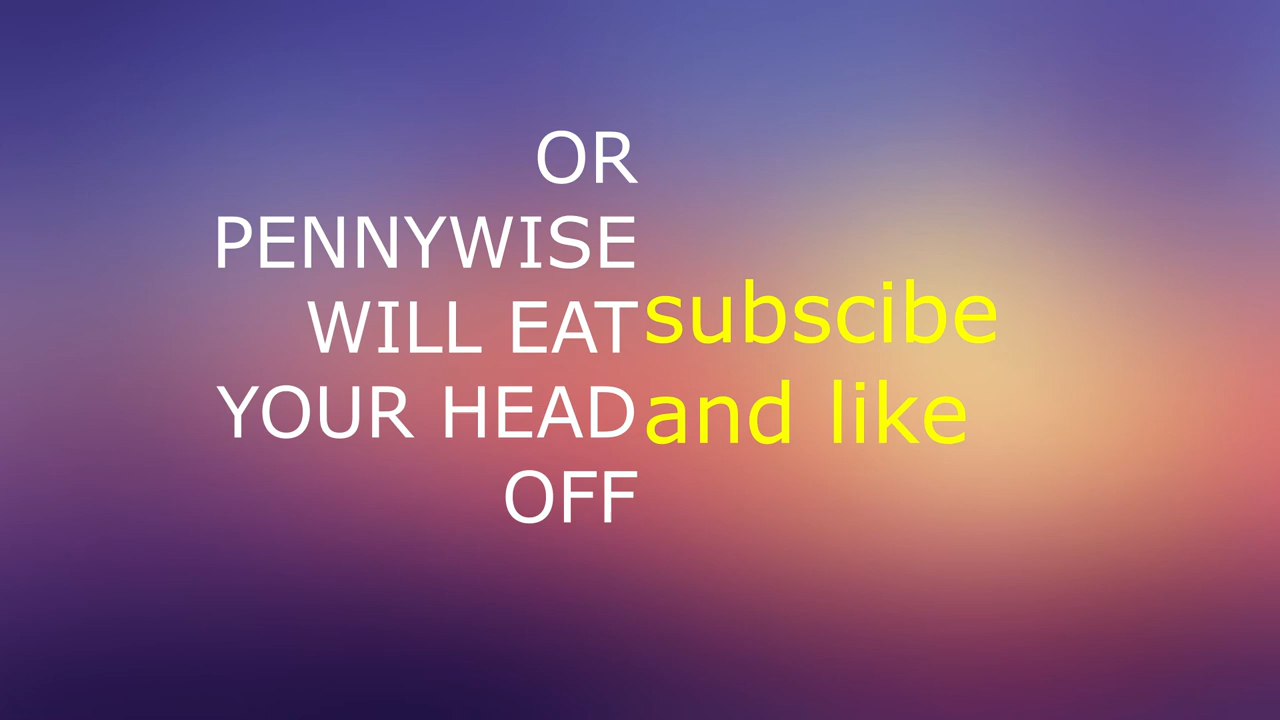 OR
PENNYWISE
WILL EAT
YOUR HEAD
OFF
subscibe
and like